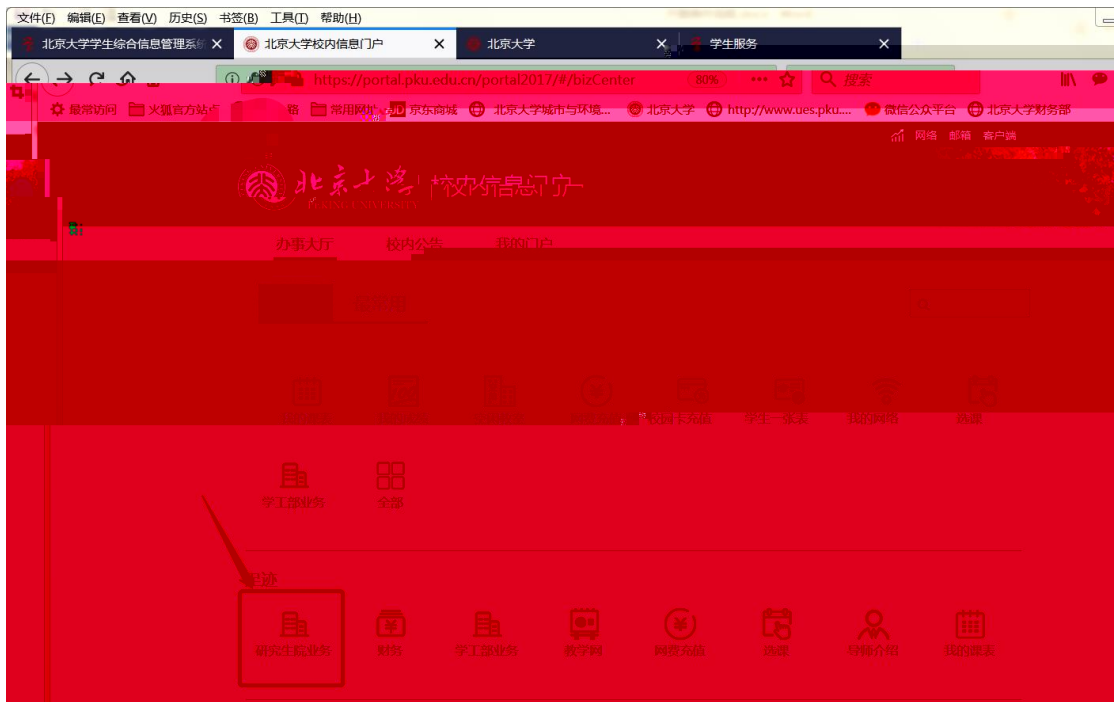 文件(F) 编辑(E) 查看(V) 历史(S) 书签(B) 工具(T) 帮助(H)
北京大学学生综合信息管理系统 北京大学校内信息门户 北京大学 学生服务
https://portal.pku.edu.cn/portal2017/#/bizCenter 80% 搜索
最常访问 火狐官方站点 常用网址 JD 京东商城 北京大学城市与环境... 北京大学 http://www.ues.pku.... 微信公众平台 北京大学财务部
网络 邮箱 客户端
北京大学 校内信息门户
PEKING UNIVERSITY
办事大厅 校内公告 我的门户
校园卡充值 学生一张表 我的网络 选课
学工部业务 全部
足迹
研究生院业务 财务 学工部业务 教学网 网费充值 选课 导师介绍 我的课表